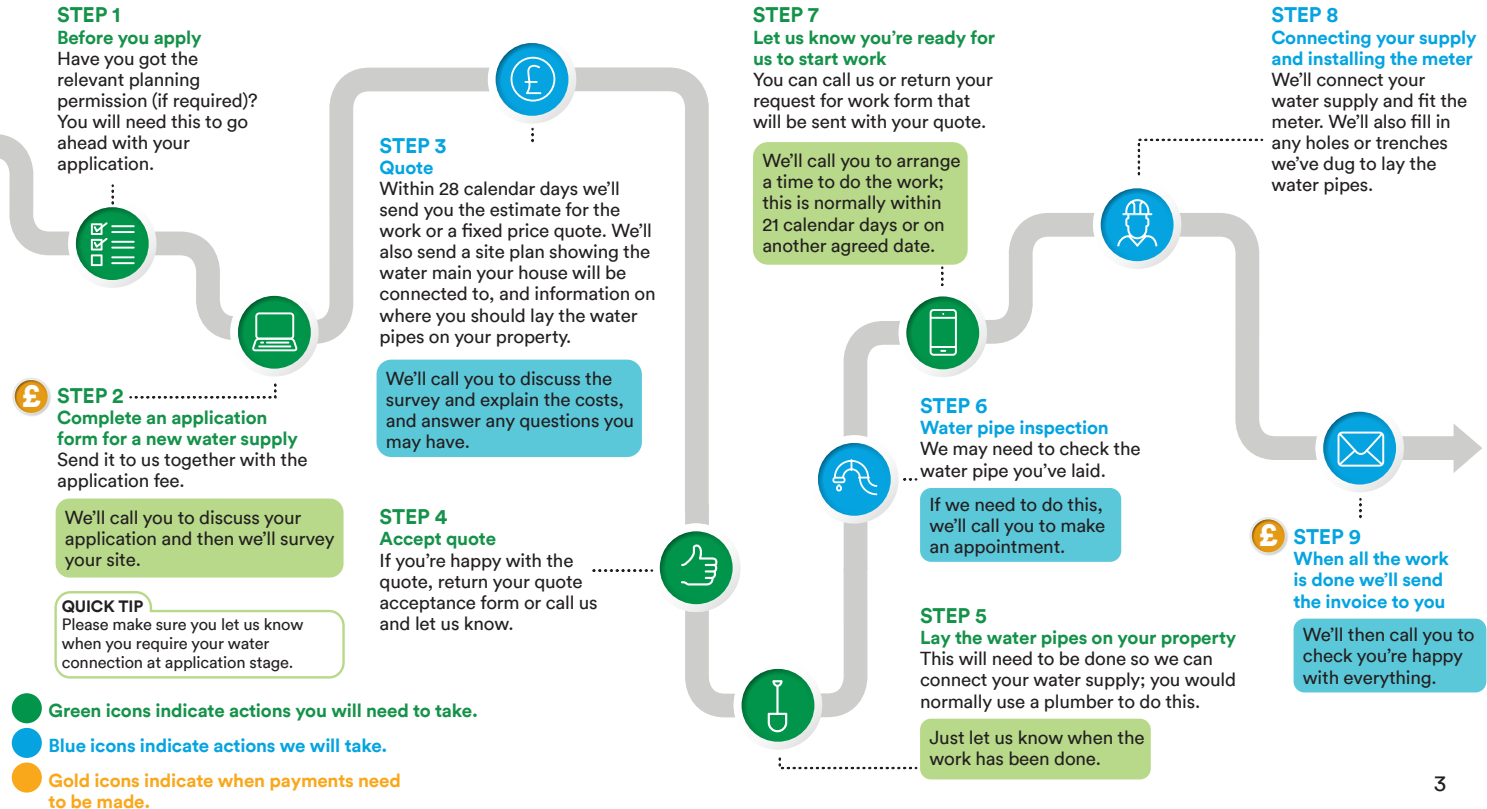 STEP 1
Before you apply
Have you got the
relevant planning
permission (if required)?
You will need this to go
ahead with your
application.
£ STEP 2
Complete an application
form for a new water supply
Send it to us together with the
application fee.
We'll call you to discuss your
application and then we'll survey
your site.
QUICK TIP
Please make sure you let us know
when you require your water
connection at application stage.
£
STEP 3
Quote
Within 28 calendar days we'll
send you the estimate for the
work or a fixed price quote. We'll
also send a site plan showing the
water main your house will be
connected to, and information on
where you should lay the water
pipes on your property.
We'll call you to discuss the
survey and explain the costs,
and answer any questions you
may have.
STEP 4
Accept quote
If you're happy with the
quote, return your quote
acceptance form or call us
and let us know.
STEP 5
Lay the water pipes on your property
This will need to be done so we can
connect your water supply; you would
normally use a plumber to do this.
Just let us know when the
work has been done.
STEP 6
Water pipe inspection
We may need to check the
water pipe you've laid.
If we need to do this,
we'll call you to make
an appointment.
STEP 7
Let us know you're ready for
us to start work
You can call us or return your
request for work form that
will be sent with your quote.
We'll call you to arrange
a time to do the work;
this is normally within
21 calendar days or on
another agreed date.
STEP 8
Connecting your supply
and installing the meter
We'll connect your
water supply and fit the
meter. We'll also fill in
any holes or trenches
we've dug to lay the
water pipes.
£ STEP 9
When all the work
is done we'll send
the invoice to you
We'll then call you to
check you're happy
with everything.
Green icons indicate actions you will need to take.
Blue icons indicate actions we will take.
Gold icons indicate when payments need
to be made.
3